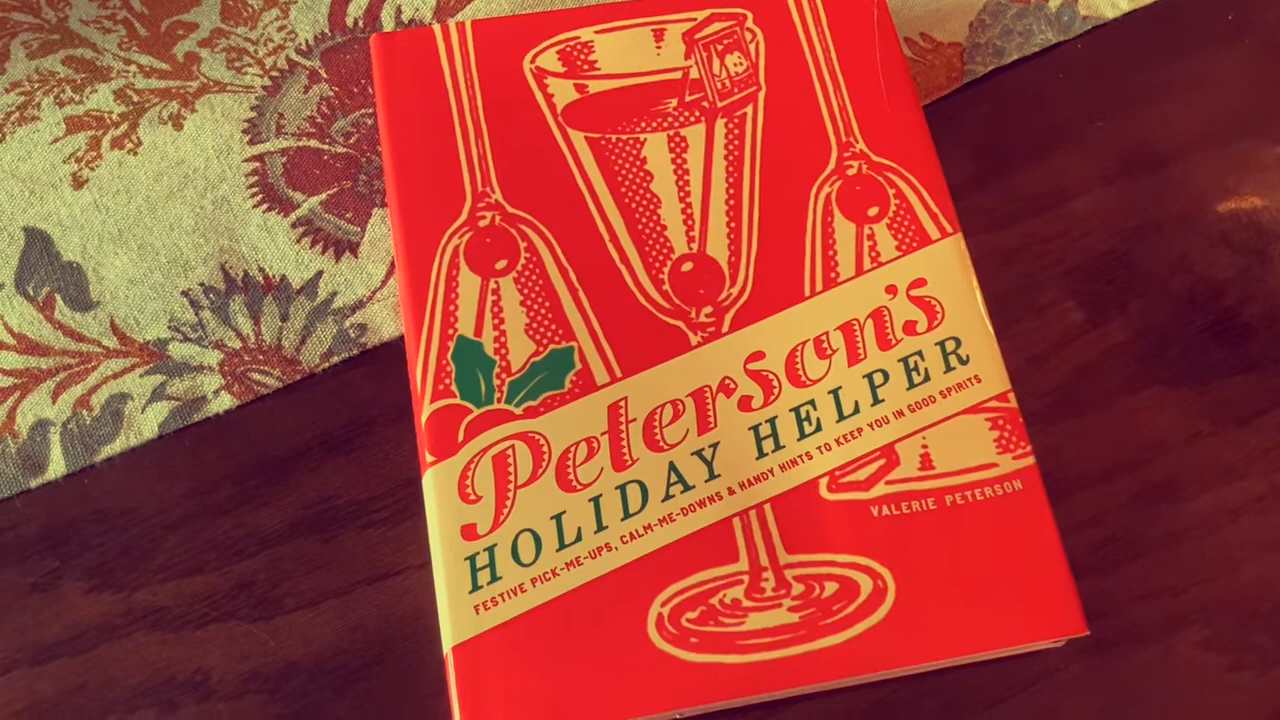 Peterson's
HOLIDAY HELPER
FESTIVE PICK-ME-UPS, CALM-ME-DOWNS & HANDY HINTS TO KEEP YOU IN GOOD SPIRITS
VALERIE PETERSON